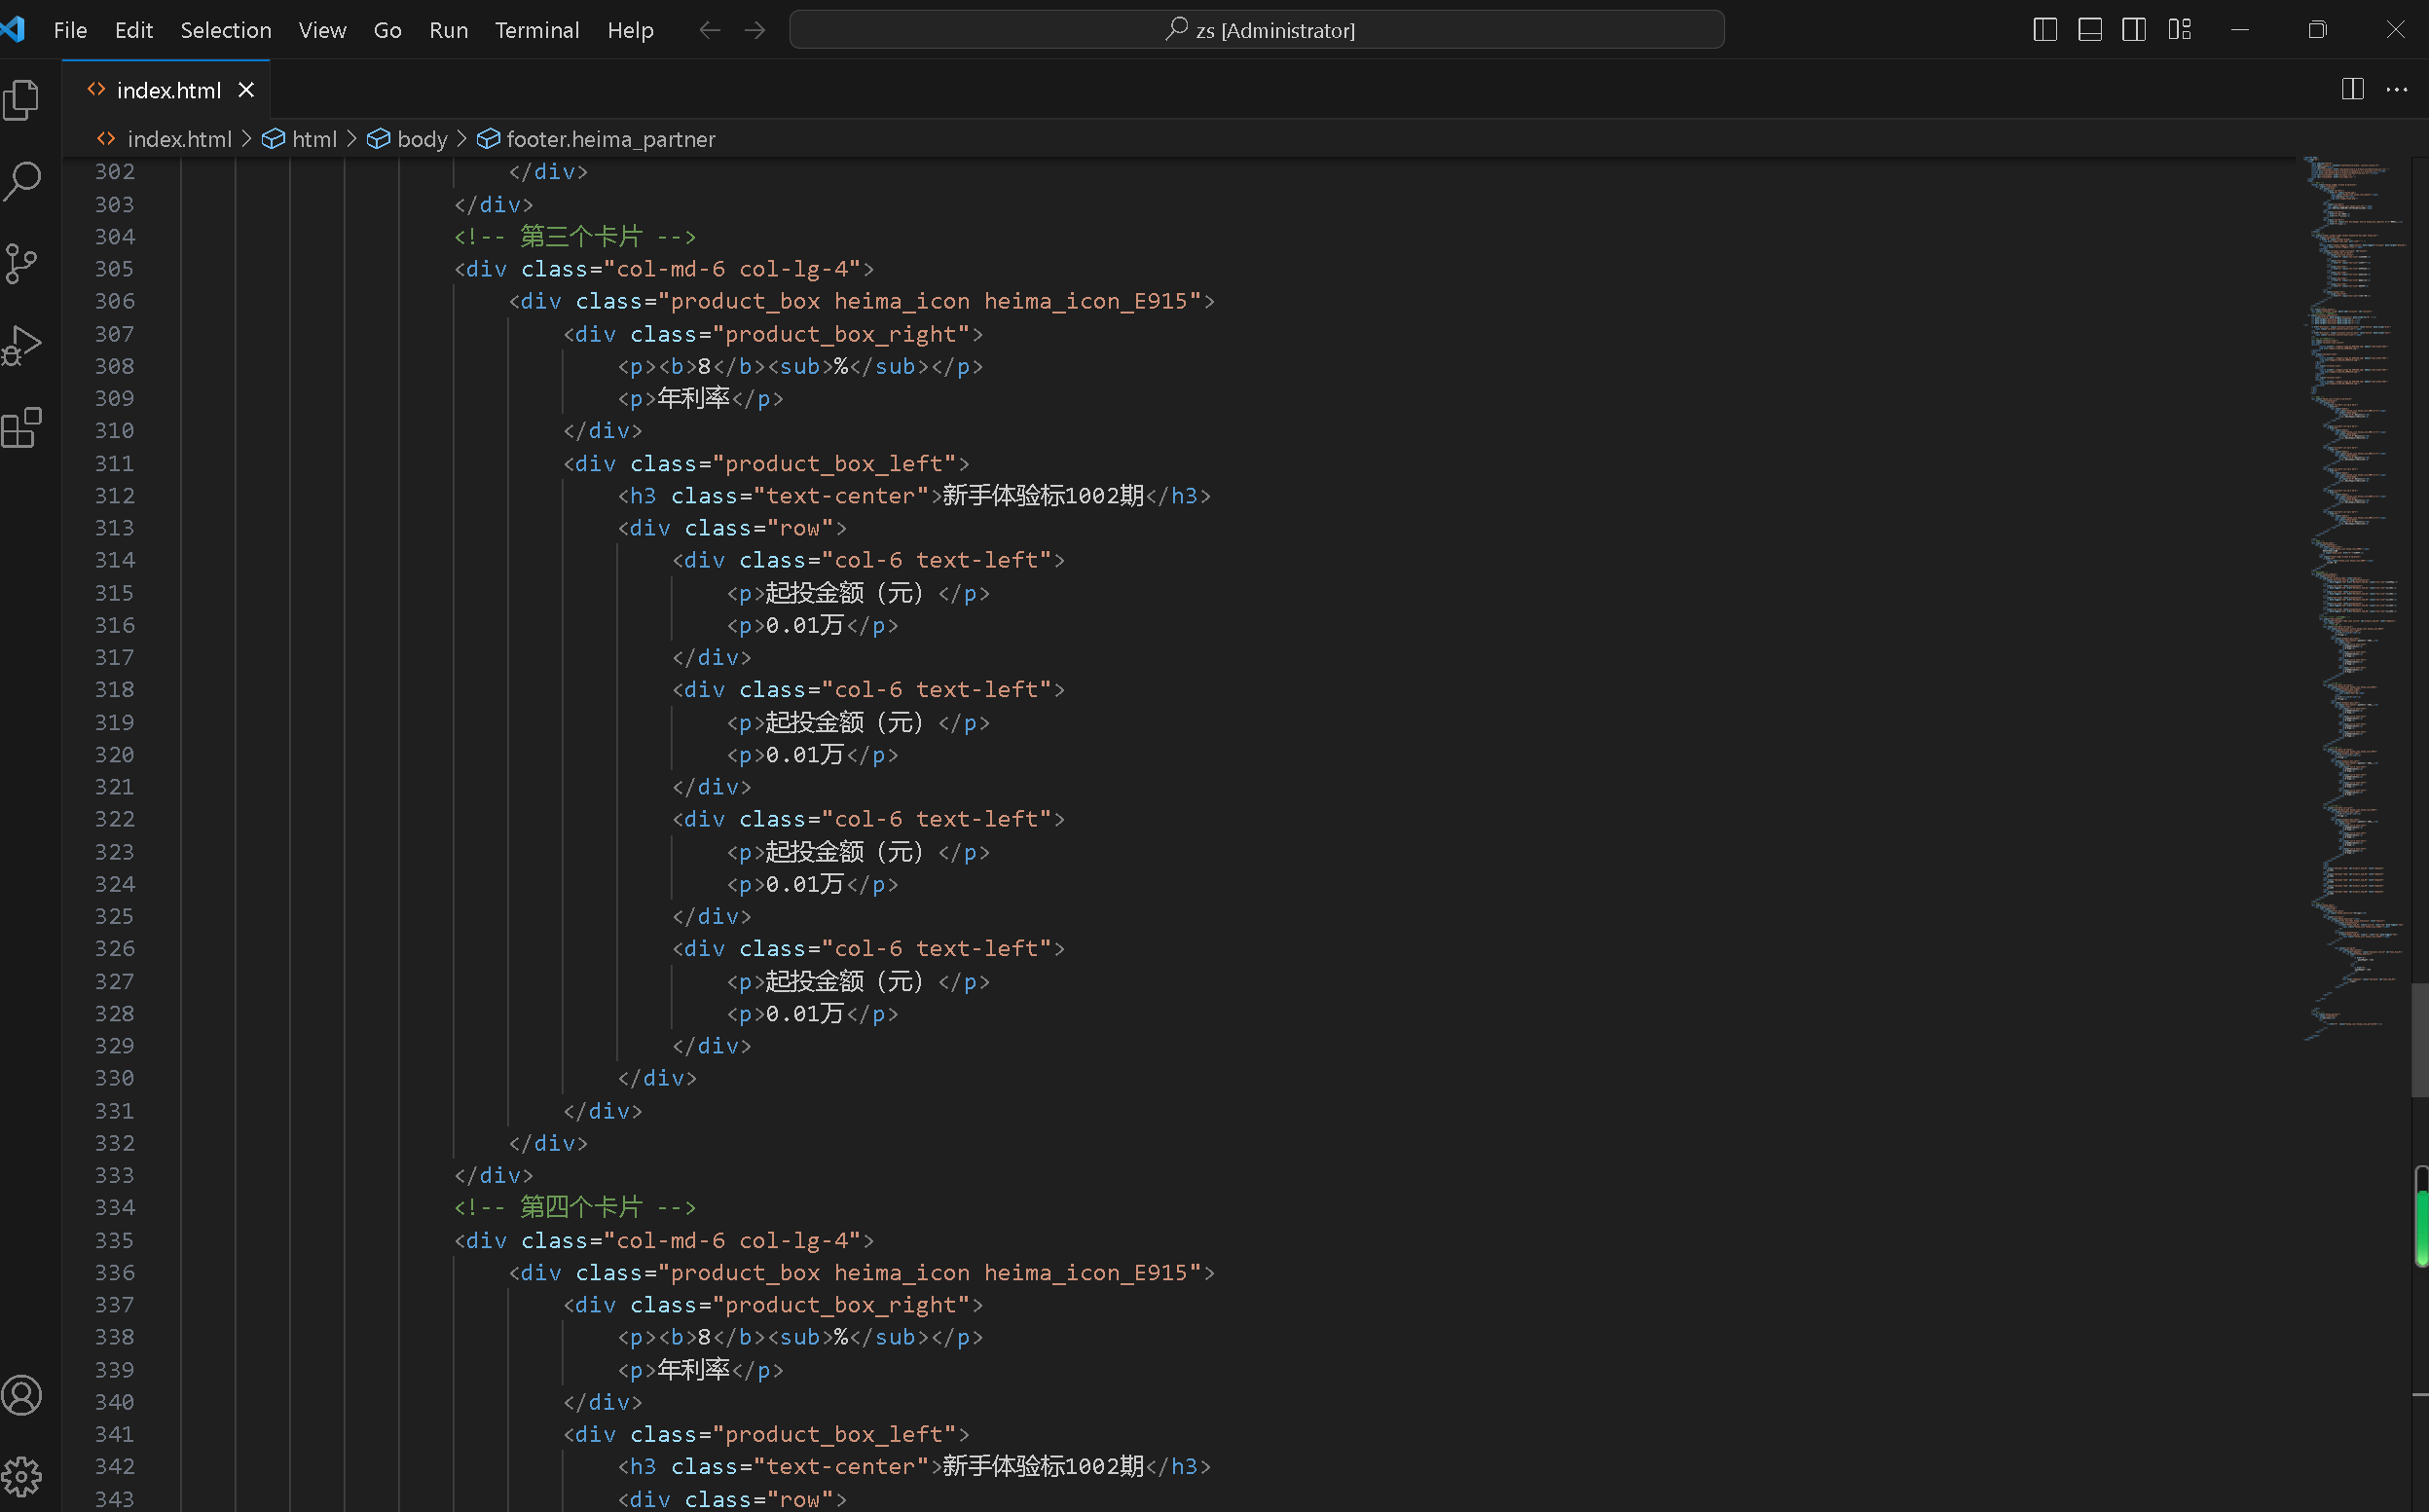 File Edit Selection View Go Run Terminal Help
zs [Administrator]
index.html
index.html > html > body > footer.heima_partner
302 </div>
303 </div>
304 <!-- 第三个卡片 -->
305 <div class="col-md-6 col-lg-4">
306 <div class="product_box heima_icon heima_icon_E915">
307 <div class="product_box_right">
308 <p><b>8</b><sub>%</sub></p>
309 <p>年利率</p>
310 </div>
311 <div class="product_box_left">
312 <h3 class="text-center">新手体验标1002期</h3>
313 <div class="row">
314 <div class="col-6 text-left">
315 <p>起投金额（元）</p>
316 <p>0.01万</p>
317 </div>
318 <div class="col-6 text-left">
319 <p>起投金额（元）</p>
320 <p>0.01万</p>
321 </div>
322 <div class="col-6 text-left">
323 <p>起投金额（元）</p>
324 <p>0.01万</p>
325 </div>
326 <div class="col-6 text-left">
327 <p>起投金额（元）</p>
328 <p>0.01万</p>
329 </div>
330 </div>
331 </div>
332 </div>
333 </div>
334 <!-- 第四个卡片 -->
335 <div class="col-md-6 col-lg-4">
336 <div class="product_box heima_icon heima_icon_E915">
337 <div class="product_box_right">
338 <p><b>8</b><sub>%</sub></p>
339 <p>年利率</p>
340 </div>
341 <div class="product_box_left">
342 <h3 class="text-center">新手体验标1002期</h3>
343 <div class="row">